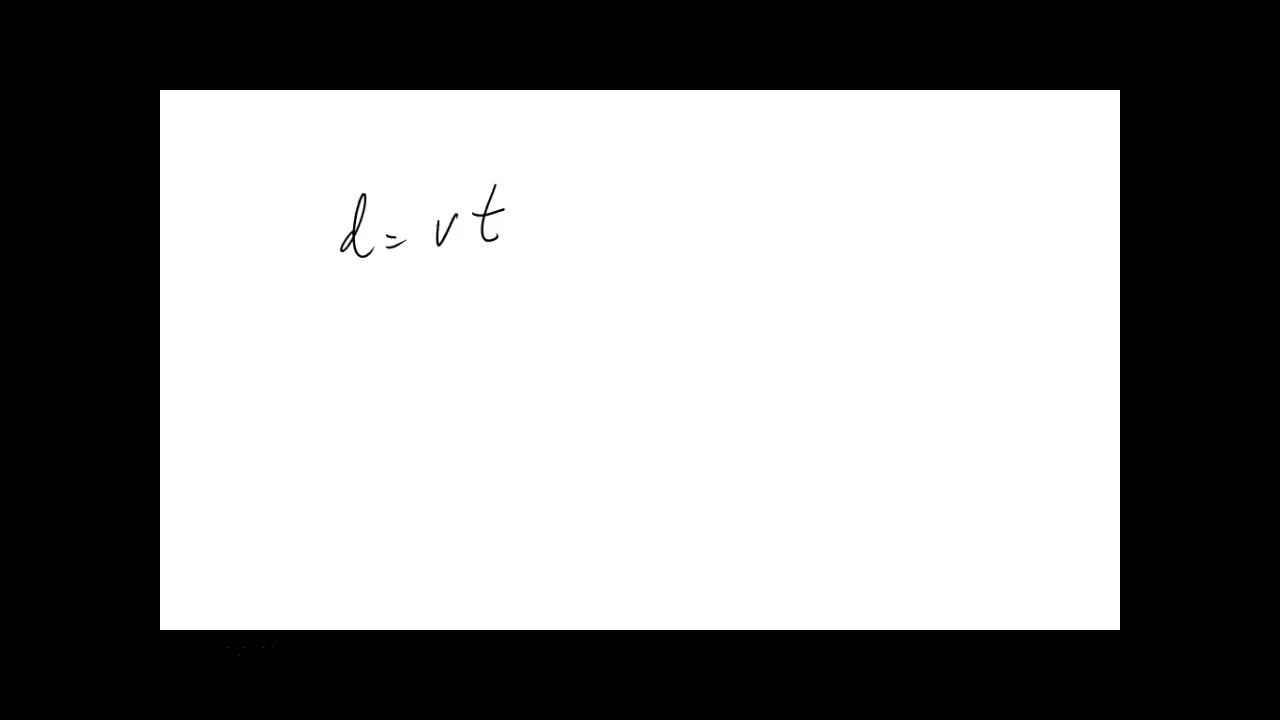 d = vt